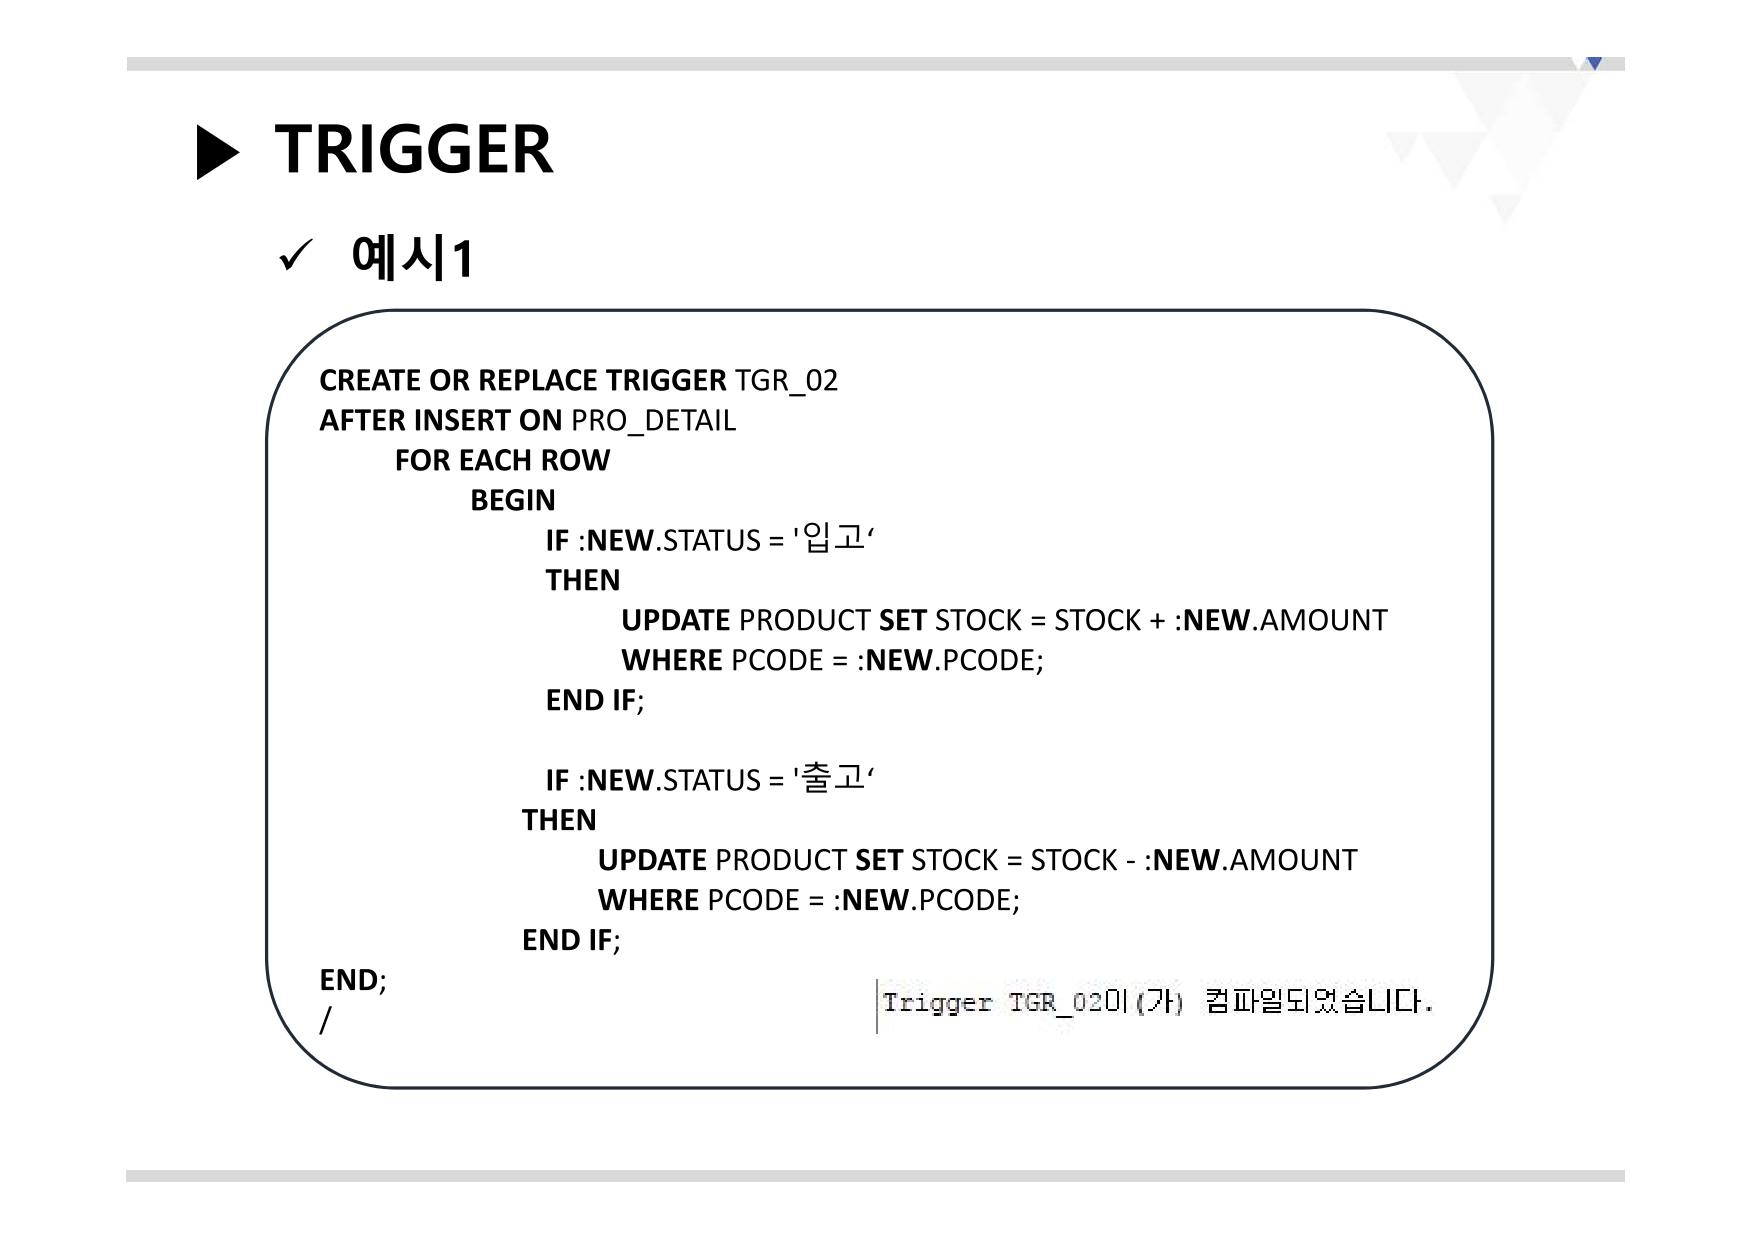 ▶ TRIGGER
✓ 예시1
CREATE OR REPLACE TRIGGER TGR_02
AFTER INSERT ON PRO_DETAIL
FOR EACH ROW
BEGIN
IF :NEW.STATUS = '입고‘
THEN
UPDATE PRODUCT SET STOCK = STOCK + :NEW.AMOUNT
WHERE PCODE = :NEW.PCODE;
END IF;
IF :NEW.STATUS = '출고‘
THEN
UPDATE PRODUCT SET STOCK = STOCK - :NEW.AMOUNT
WHERE PCODE = :NEW.PCODE;
END IF;
END;
/
Trigger TGR_02이(가) 컴파일되었습니다.